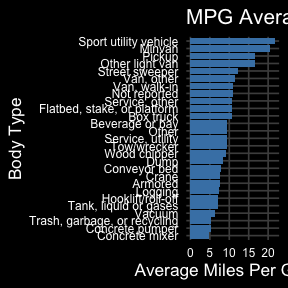 MPG Avera
Sport utility vehicle
Minivan
Pickup
Other light van
Street sweeper
Van, other
Van, walk-in
Not reported
Service, other
Flatbed, stake, or platform
Box truck
Beverage or bay
Other
Service, utility
Tow/wrecker
Wood chipper
Dump
Conveyor bed
Crane
Armored
Logging
Hooklift/roll-off
Tank, liquid or gases
Vacuum
Trash, garbage, or recycling
Concrete pumper
Concrete mixer
Body Type
0 5 10 15 20
Average Miles Per G